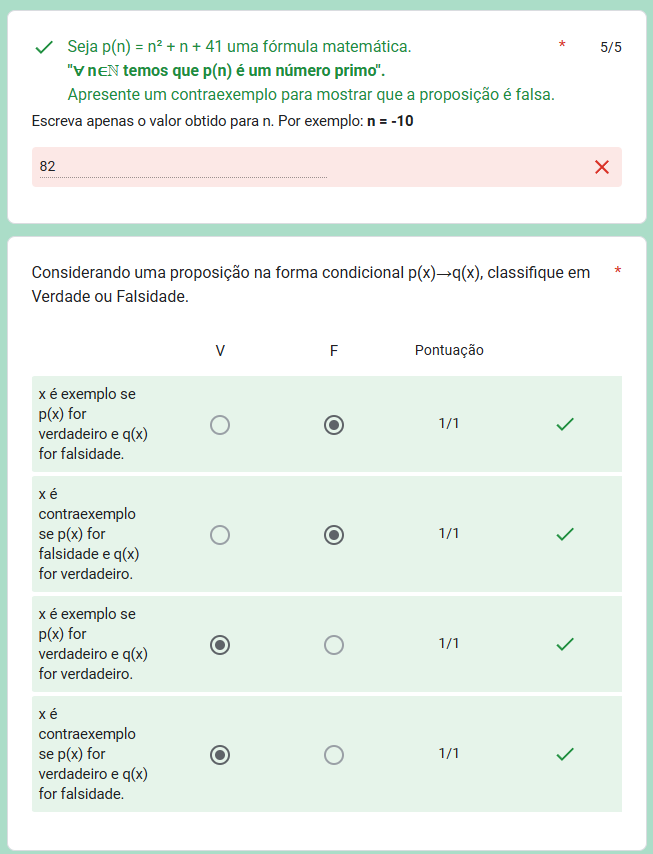 Seja p(n) = n² + n + 41 uma fórmula matemática. * 5/5
"∀ n∈ℕ temos que p(n) é um número primo".
Apresente um contraexemplo para mostrar que a proposição é falsa.
Escreva apenas o valor obtido para n. Por exemplo: n = -10
82
Considerando uma proposição na forma condicional p(x)→q(x), classifique em *
Verdade ou Falsidade.
V F Pontuação
x é exemplo se
p(x) for
verdadeiro e q(x)
for falsidade.
1/1
x é
contraexemplo
se p(x) for
falsidade e q(x)
for verdadeiro.
1/1
x é exemplo se
p(x) for
verdadeiro e q(x)
for verdadeiro.
1/1
x é
contraexemplo
se p(x) for
verdadeiro e q(x)
for falsidade.
1/1